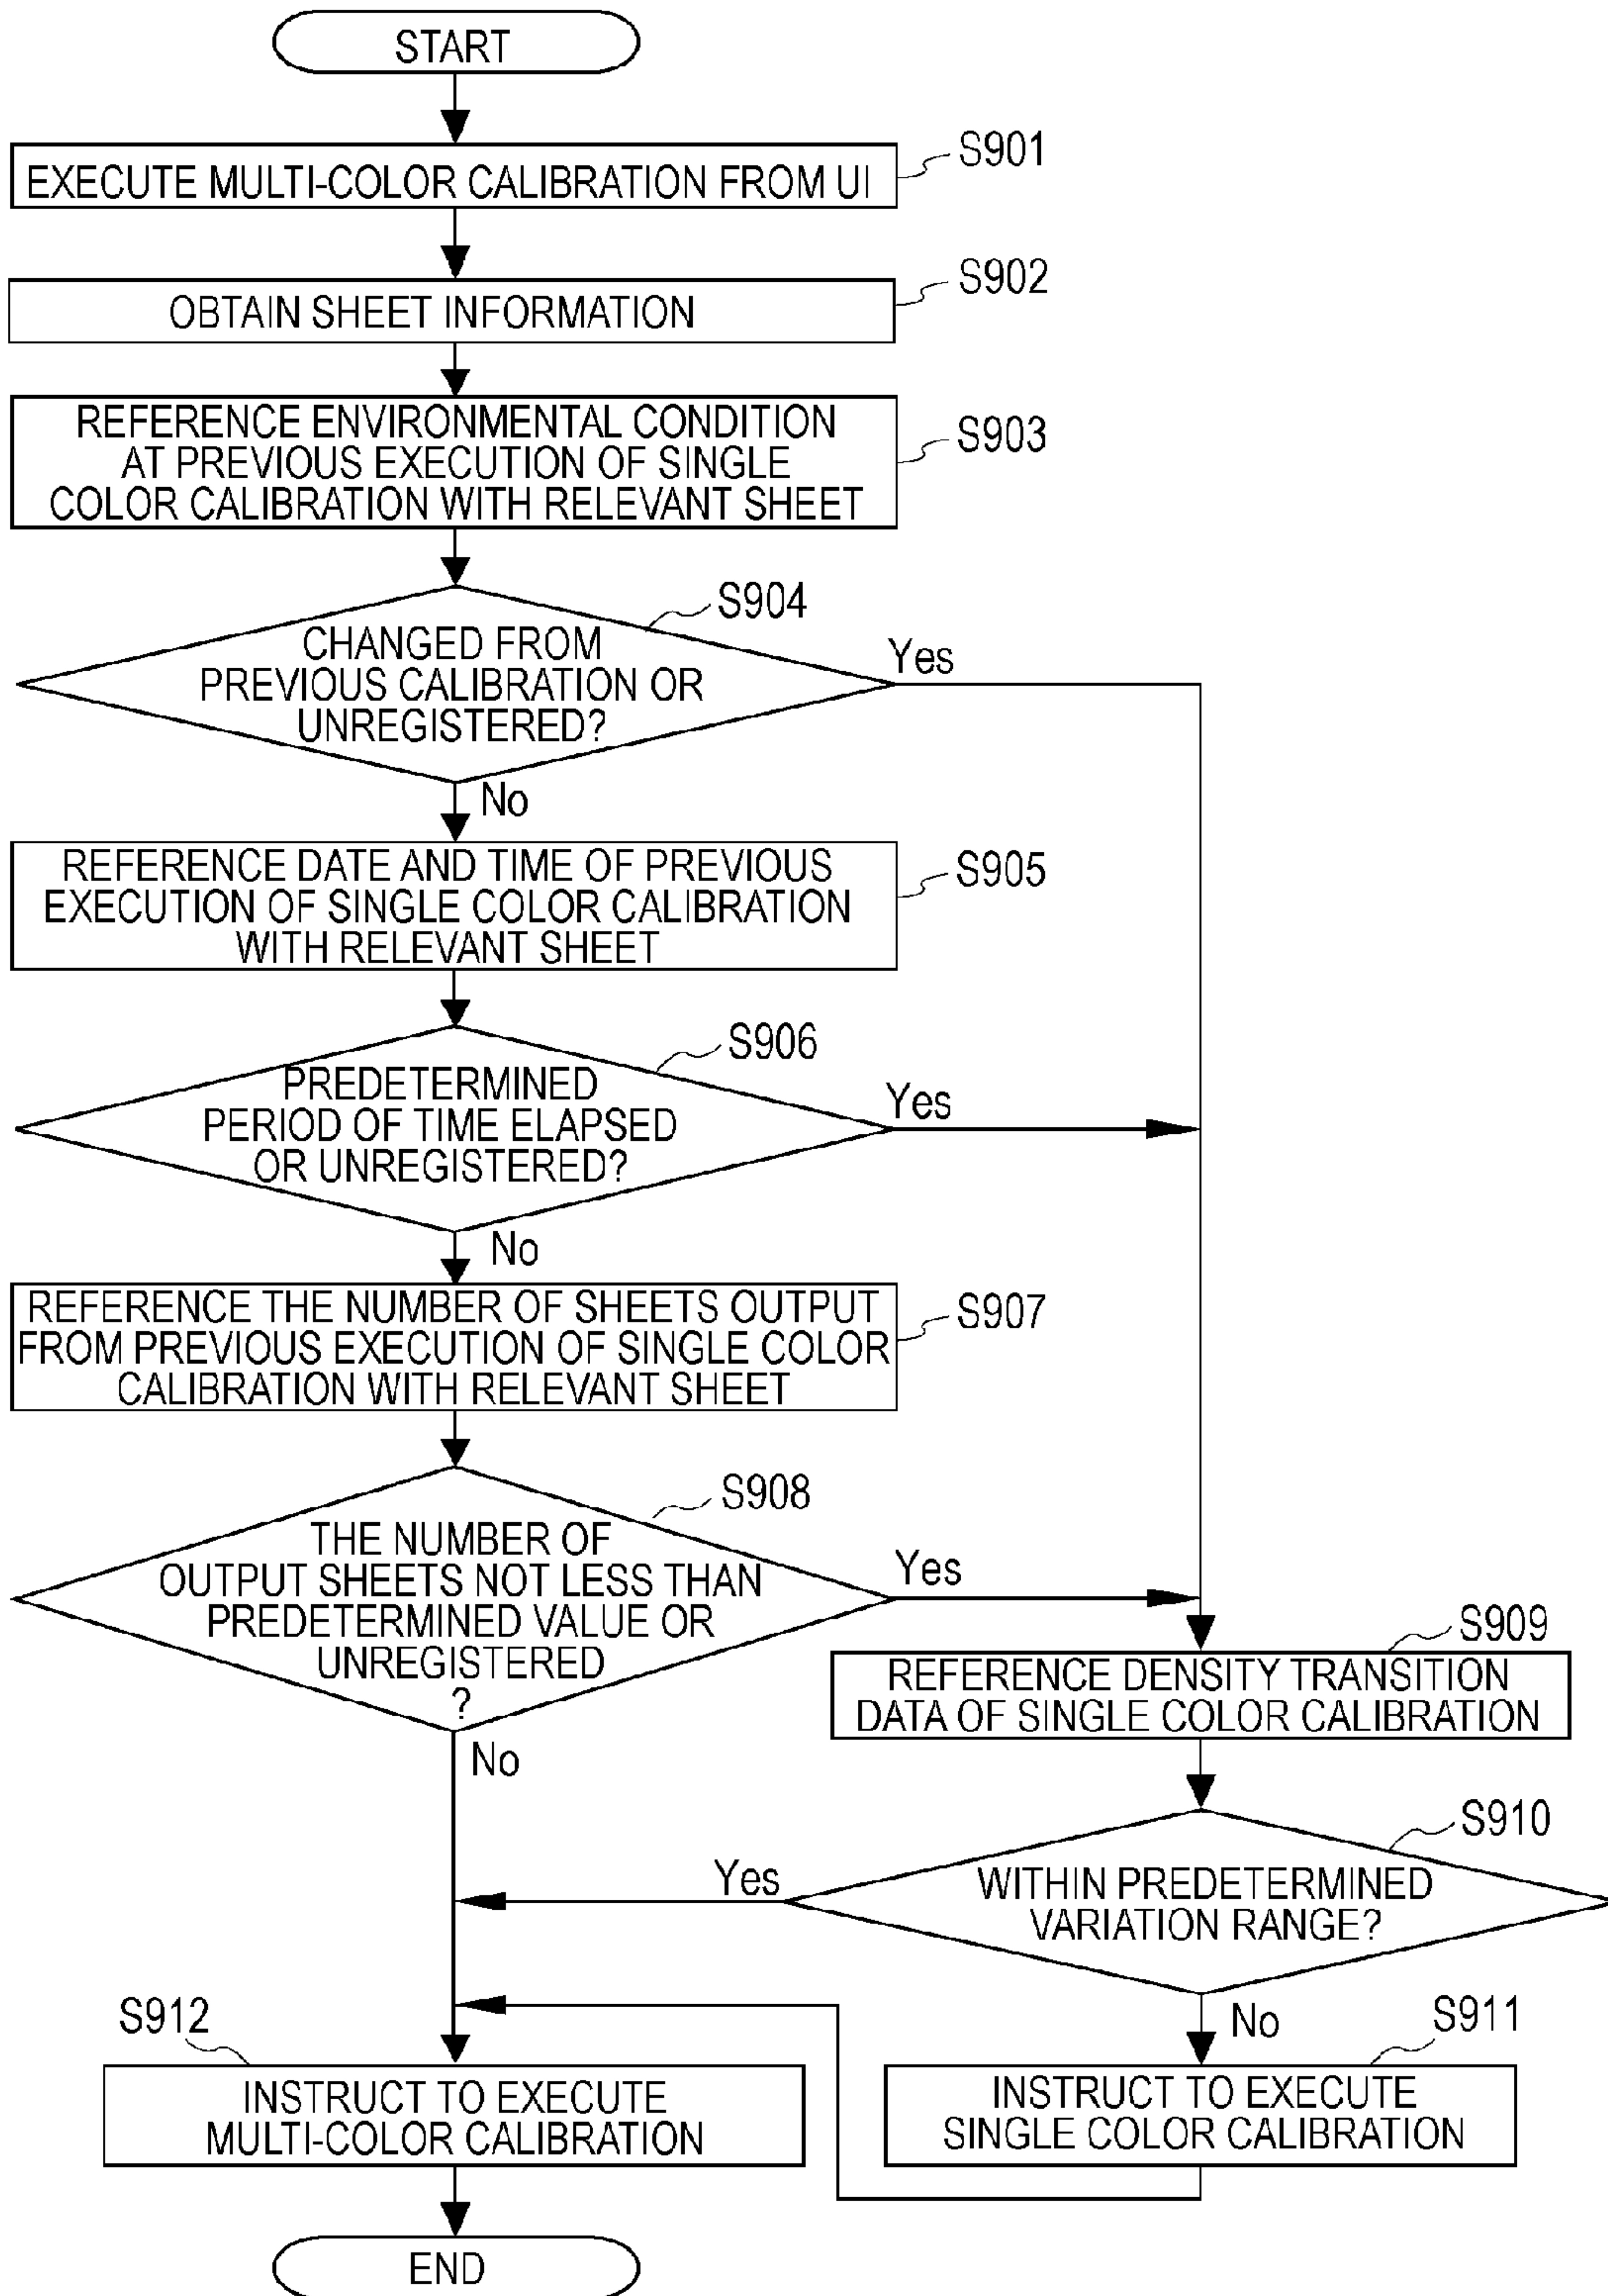 START
EXECUTE MULTI-COLOR CALIBRATION FROM UI
S901
OBTAIN SHEET INFORMATION
S902
REFERENCE ENVIRONMENTAL CONDITION
AT PREVIOUS EXECUTION OF SINGLE
COLOR CALIBRATION WITH RELEVANT SHEET
S903
S904
CHANGED FROM
PREVIOUS CALIBRATION OR
UNREGISTERED?
Yes
No
REFERENCE DATE AND TIME OF PREVIOUS
EXECUTION OF SINGLE COLOR CALIBRATION
WITH RELEVANT SHEET
S905
S906
PREDETERMINED
PERIOD OF TIME ELAPSED
OR UNREGISTERED?
Yes
No
REFERENCE THE NUMBER OF SHEETS OUTPUT
FROM PREVIOUS EXECUTION OF SINGLE COLOR
CALIBRATION WITH RELEVANT SHEET
S907
S908
THE NUMBER OF
OUTPUT SHEETS NOT LESS THAN
PREDETERMINED VALUE OR
UNREGISTERED
?
Yes
No
S909
REFERENCE DENSITY TRANSITION
DATA OF SINGLE COLOR CALIBRATION
S910
WITHIN PREDETERMINED
VARIATION RANGE?
Yes
No
S911
INSTRUCT TO EXECUTE
SINGLE COLOR CALIBRATION
S912
INSTRUCT TO EXECUTE
MULTI-COLOR CALIBRATION
END